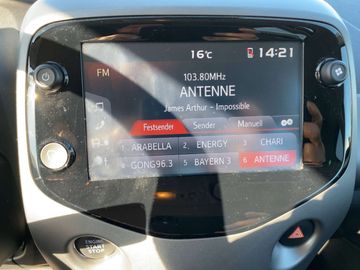 16°C 14:21
FM
103.80MHz
ANTENNE
James Arthur - Impossible
Festsender Sender Manuell
1 ARABELLA 2 ENERGY 3 CHARI
4 GONG96.3 5 BAYERN 3 6 ANTENNE
ENGINE
START
STOP